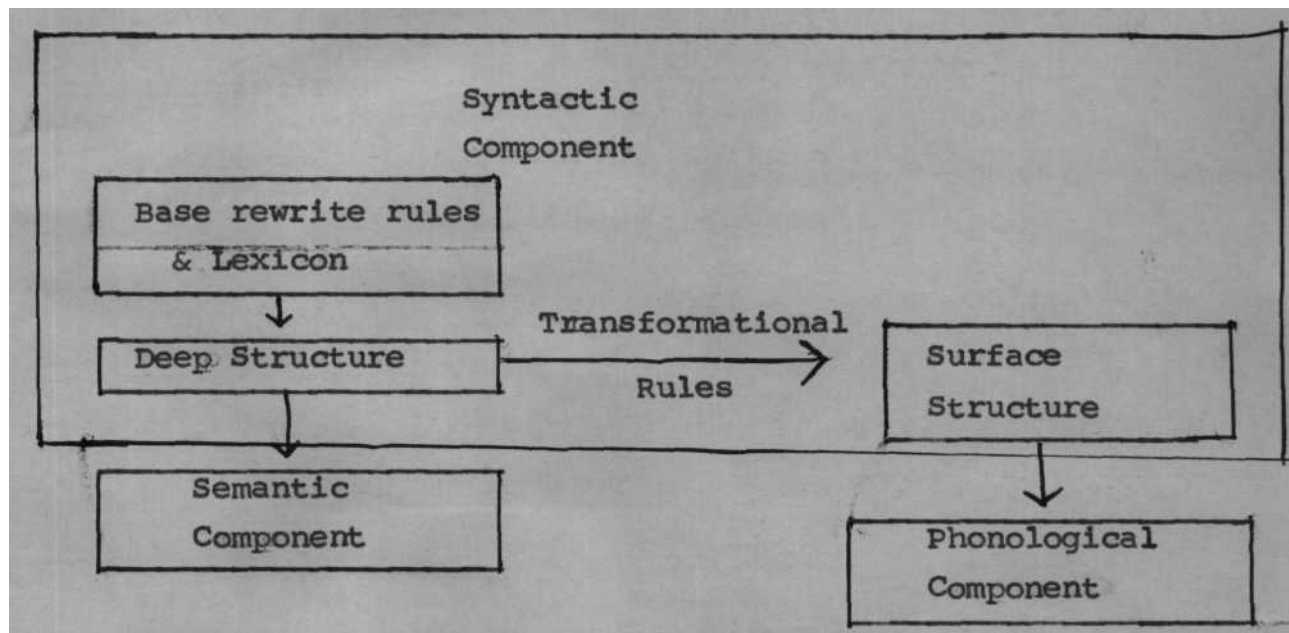 Syntactic
Component
Base rewrite rules
& Lexicon
Deep Structure
Transformational
Rules
Surface
Structure
Semantic
Component
Phonological
Component